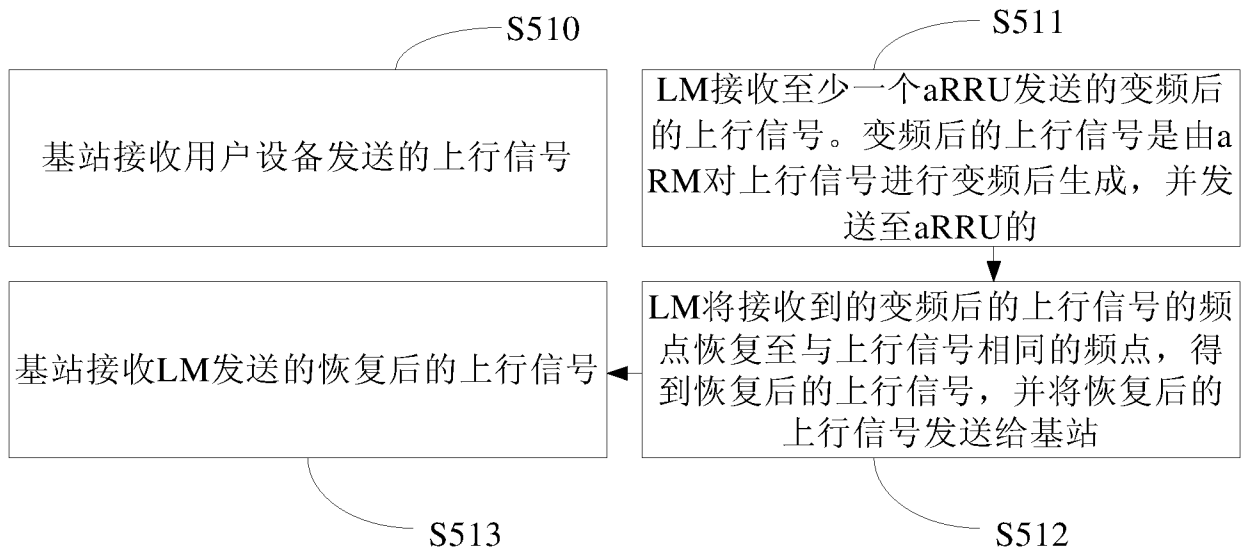 S510
基站接收用户设备发送的上行信号
S511
LM接收至少一个aRRU发送的变频后
的上行信号。变频后的上行信号是由a
RM对上行信号进行变频后生成，并发
送至aRRU的
LM将接收到的变频后的上行信号的频
点恢复至与上行信号相同的频点，得
到恢复后的上行信号，并将恢复后的
上行信号发送给基站
S512
基站接收LM发送的恢复后的上行信号
S513